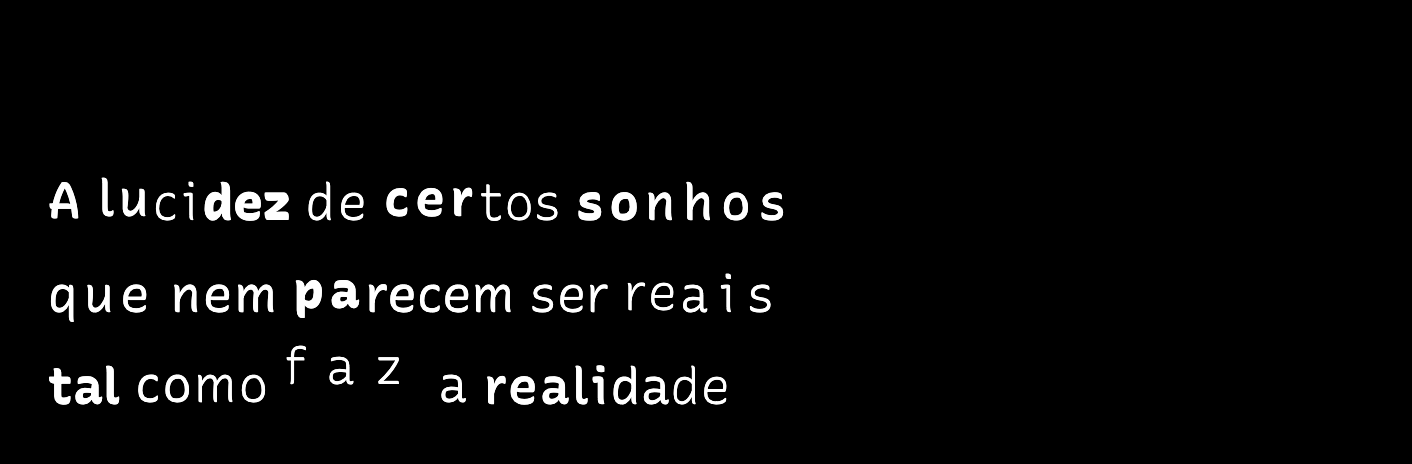 A lucidez de certos sonhos
que nem parecem ser reais
tal como faz a realidade